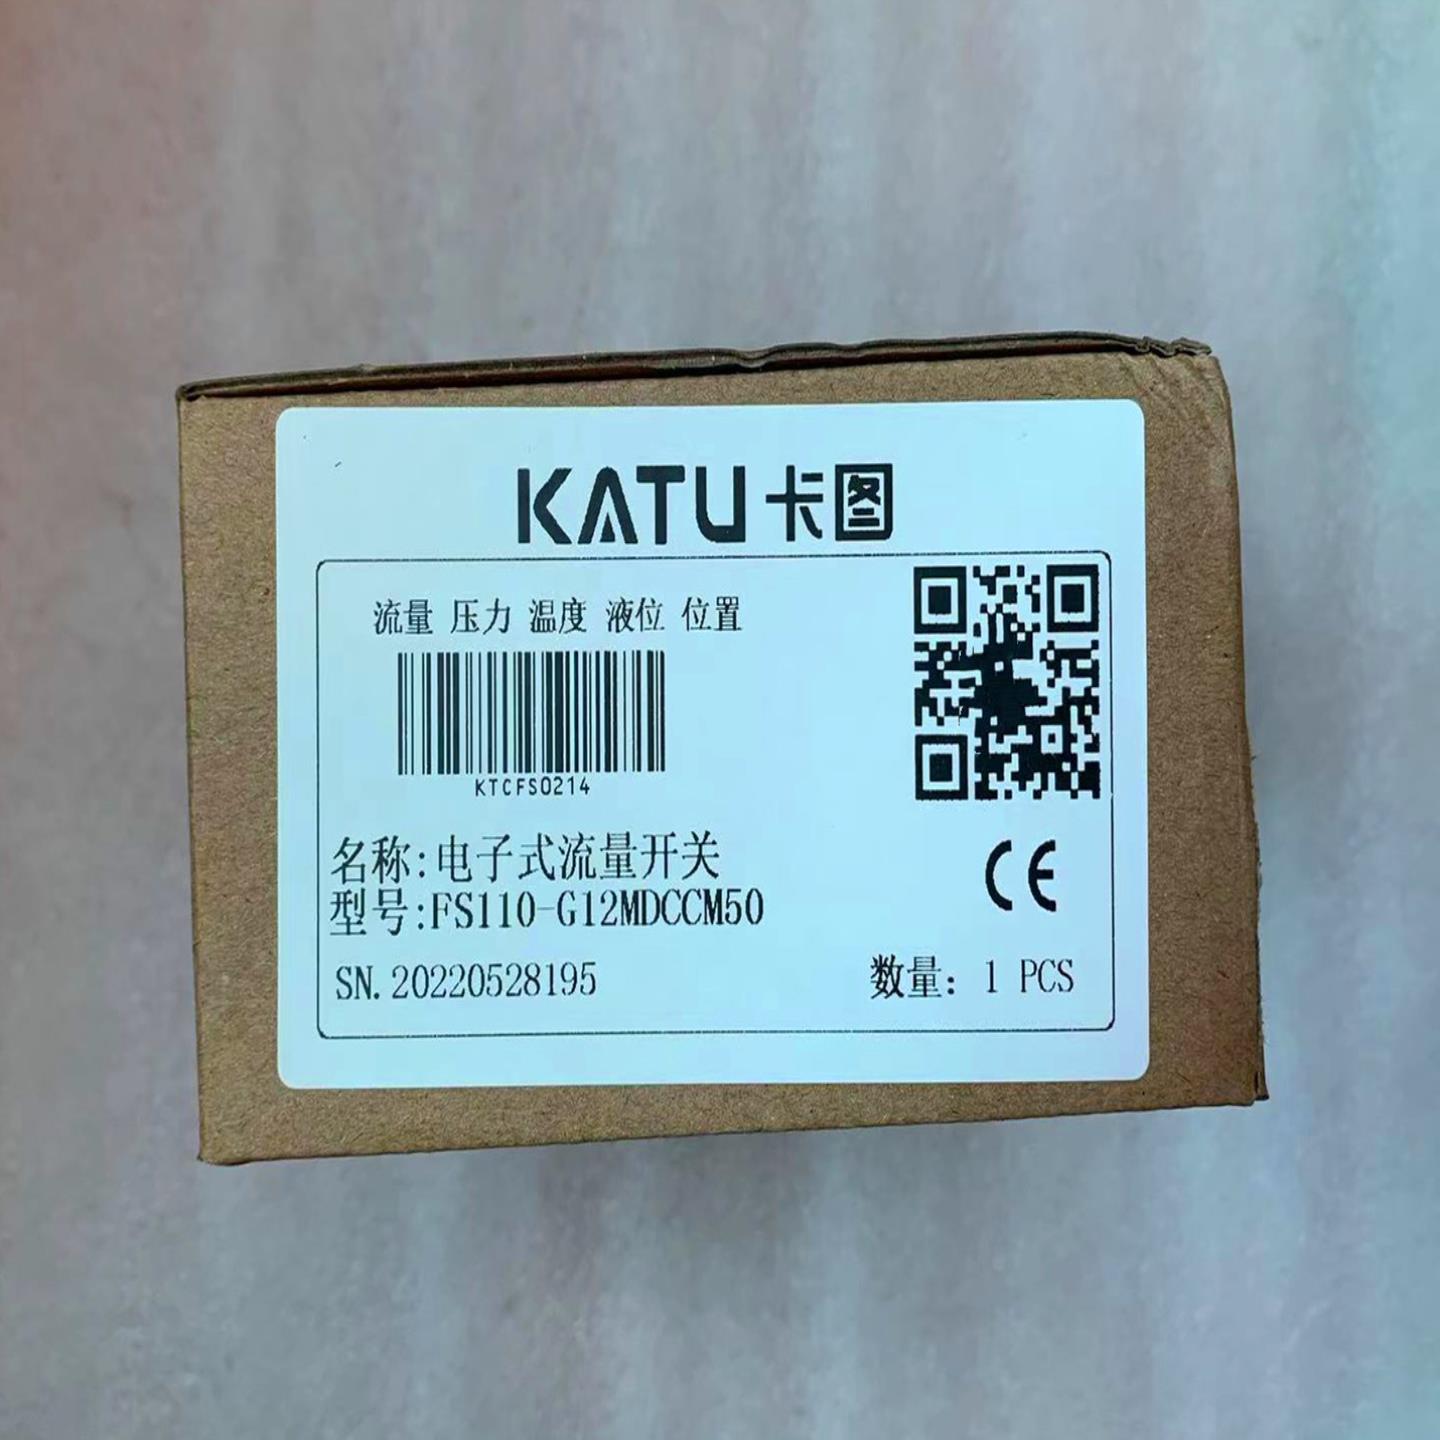 KATU 卡图
流量 压力 温度 液位 位置
KTCFS0214
名称:电子式流量开关
型号:FS110-G12MDCCM50
CE
SN.20220528195
数量: 1 PCS